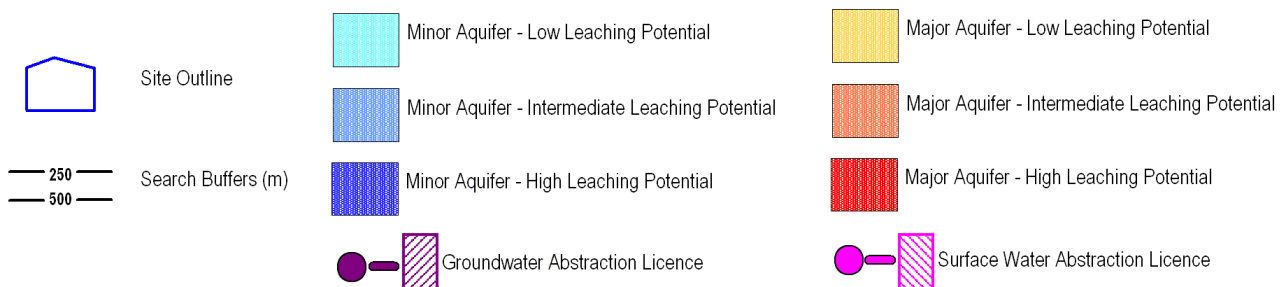 Site Outline
250
500
Search Buffers (m)
Minor Aquifer - Low Leaching Potential
Minor Aquifer - Intermediate Leaching Potential
Minor Aquifer - High Leaching Potential
Groundwater Abstraction Licence
Major Aquifer - Low Leaching Potential
Major Aquifer - Intermediate Leaching Potential
Major Aquifer - High Leaching Potential
Surface Water Abstraction Licence